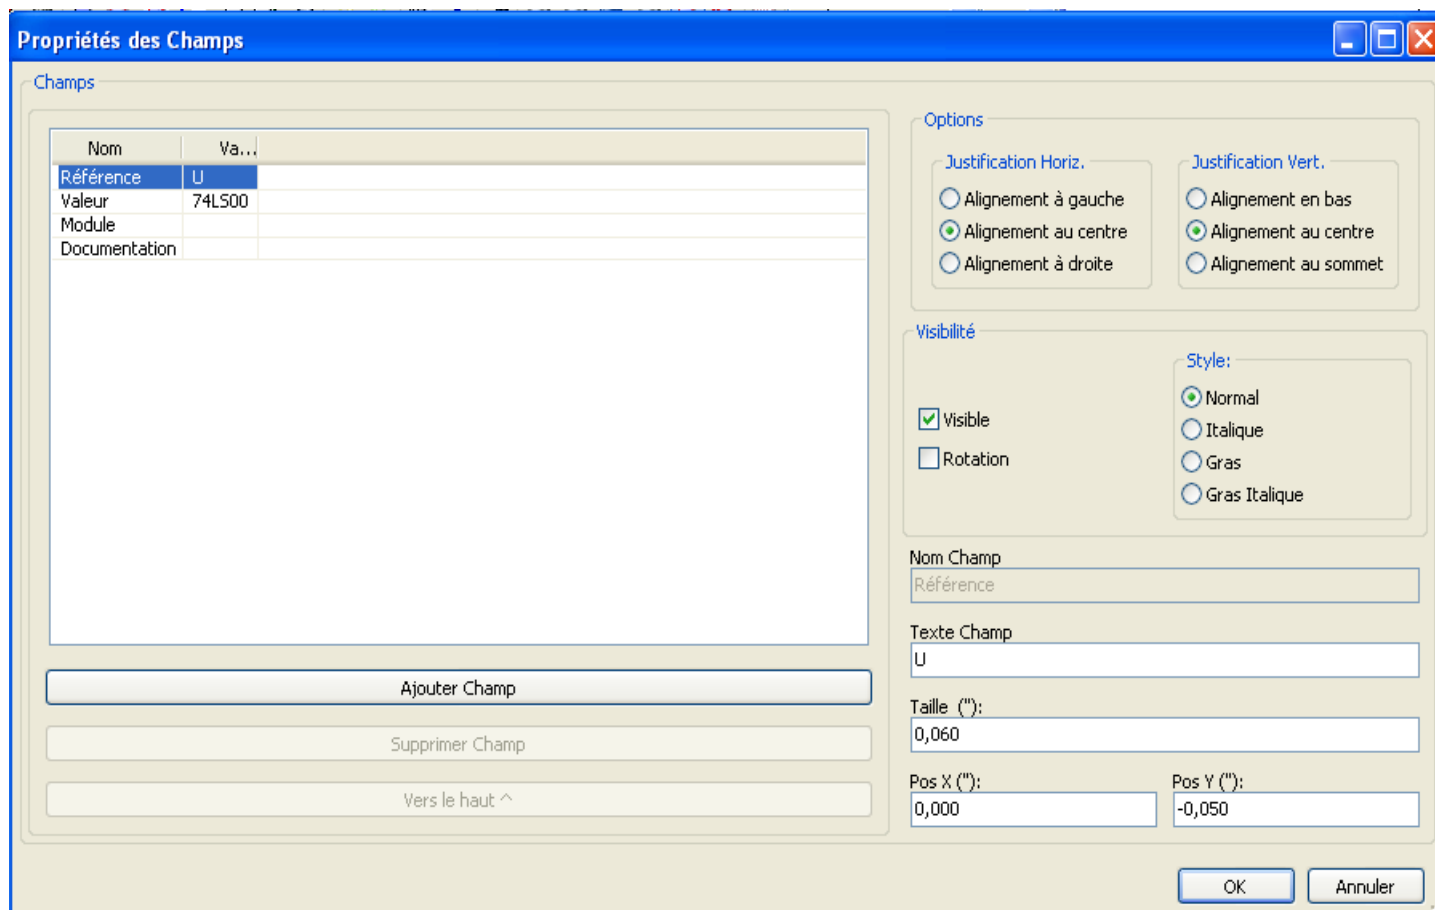 Propriétés des Champs
Champs
Nom Va...
Référence U
Valeur 74LS00
Module
Documentation
Ajouter Champ
Supprimer Champ
Vers le haut ^
Options
Justification Horiz.
Alignement à gauche
Alignement au centre
Alignement à droite
Justification Vert.
Alignement en bas
Alignement au centre
Alignement au sommet
Visibilité
Visible
Rotation
Style:
Normal
Italique
Gras
Gras Italique
Nom Champ
Référence
Texte Champ
U
Taille ("):
0,060
Pos X ("): Pos Y ("):
0,000 -0,050
OK Annuler